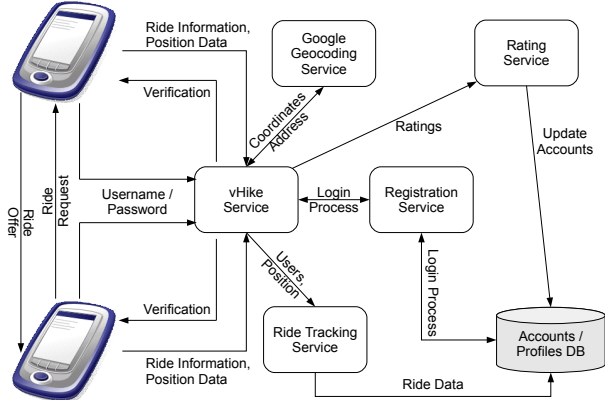 Ride Information,
Position Data
Google
Geocoding
Service
Rating
Service
Verification
Coordinates
Address
Ratings
Update
Accounts
Ride
Offer
Ride
Request
Username /
Password
vHike
Service
Login
Process
Registration
Service
Users,
Position
Login Process
Verification
Ride Tracking
Service
Accounts /
Profiles DB
Ride Information,
Position Data
Ride Data